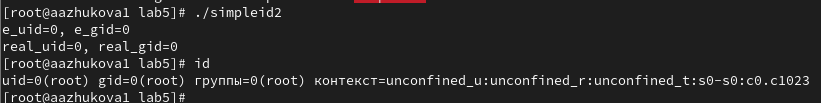 [root@aazhukova1 lab5]# ./simpleid2
e_uid=0, e_gid=0
real_uid=0, real_gid=0
[root@aazhukova1 lab5]# id
uid=0(root) gid=0(root) группы=0(root) контекст=unconfined_u:unconfined_r:unconfined_t:s0-s0:c0.c1023
[root@aazhukova1 lab5]#